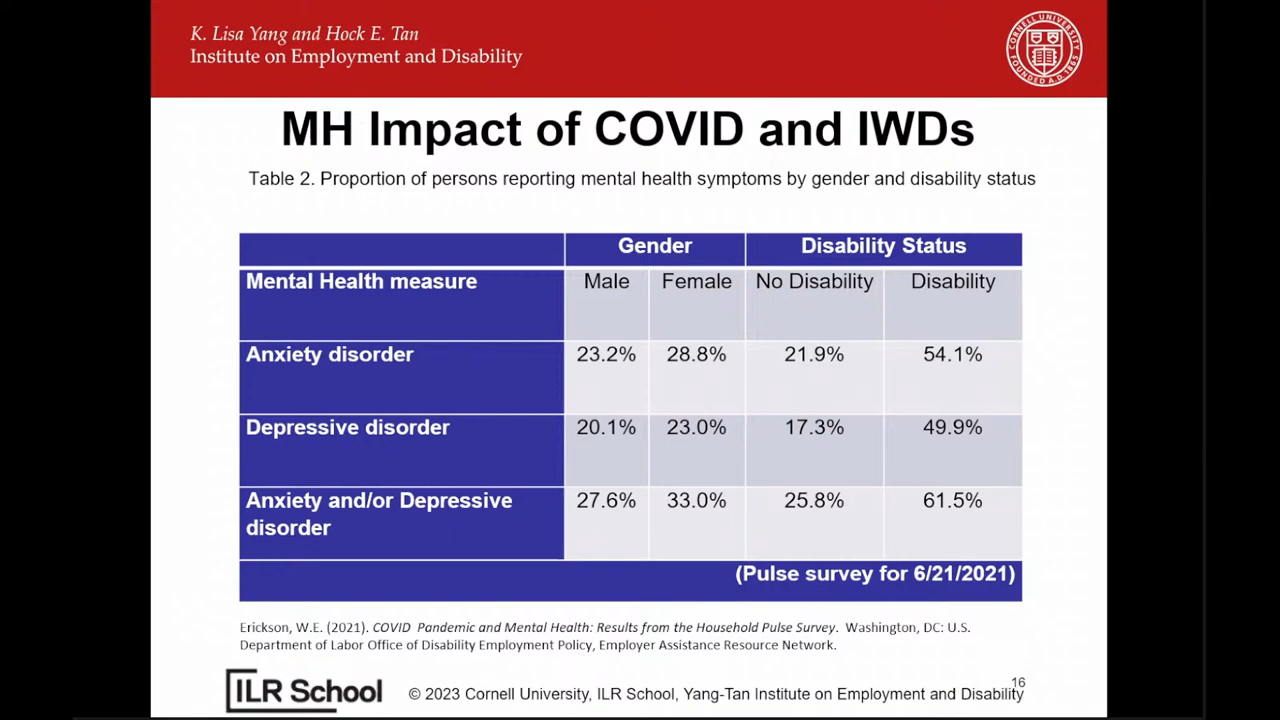 K. Lisa Yang and Hock E. Tan
Institute on Employment and Disability
CORNELL UNIVERSITY
FOUNDED A.D. 1865
MH Impact of COVID and IWDs
Table 2. Proportion of persons reporting mental health symptoms by gender and disability status
Gender Disability Status
Mental Health measure Male Female No Disability Disability
Anxiety disorder 23.2% 28.8% 21.9% 54.1%
Depressive disorder 20.1% 23.0% 17.3% 49.9%
Anxiety and/or Depressive 27.6% 33.0% 25.8% 61.5%
disorder
(Pulse survey for 6/21/2021)
Erickson, W.E. (2021). COVID Pandemic and Mental Health: Results from the Household Pulse Survey. Washington, DC: U.S.
Department of Labor Office of Disability Employment Policy, Employer Assistance Resource Network.
16
ILR School © 2023 Cornell University, ILR School, Yang-Tan Institute on Employment and Disability